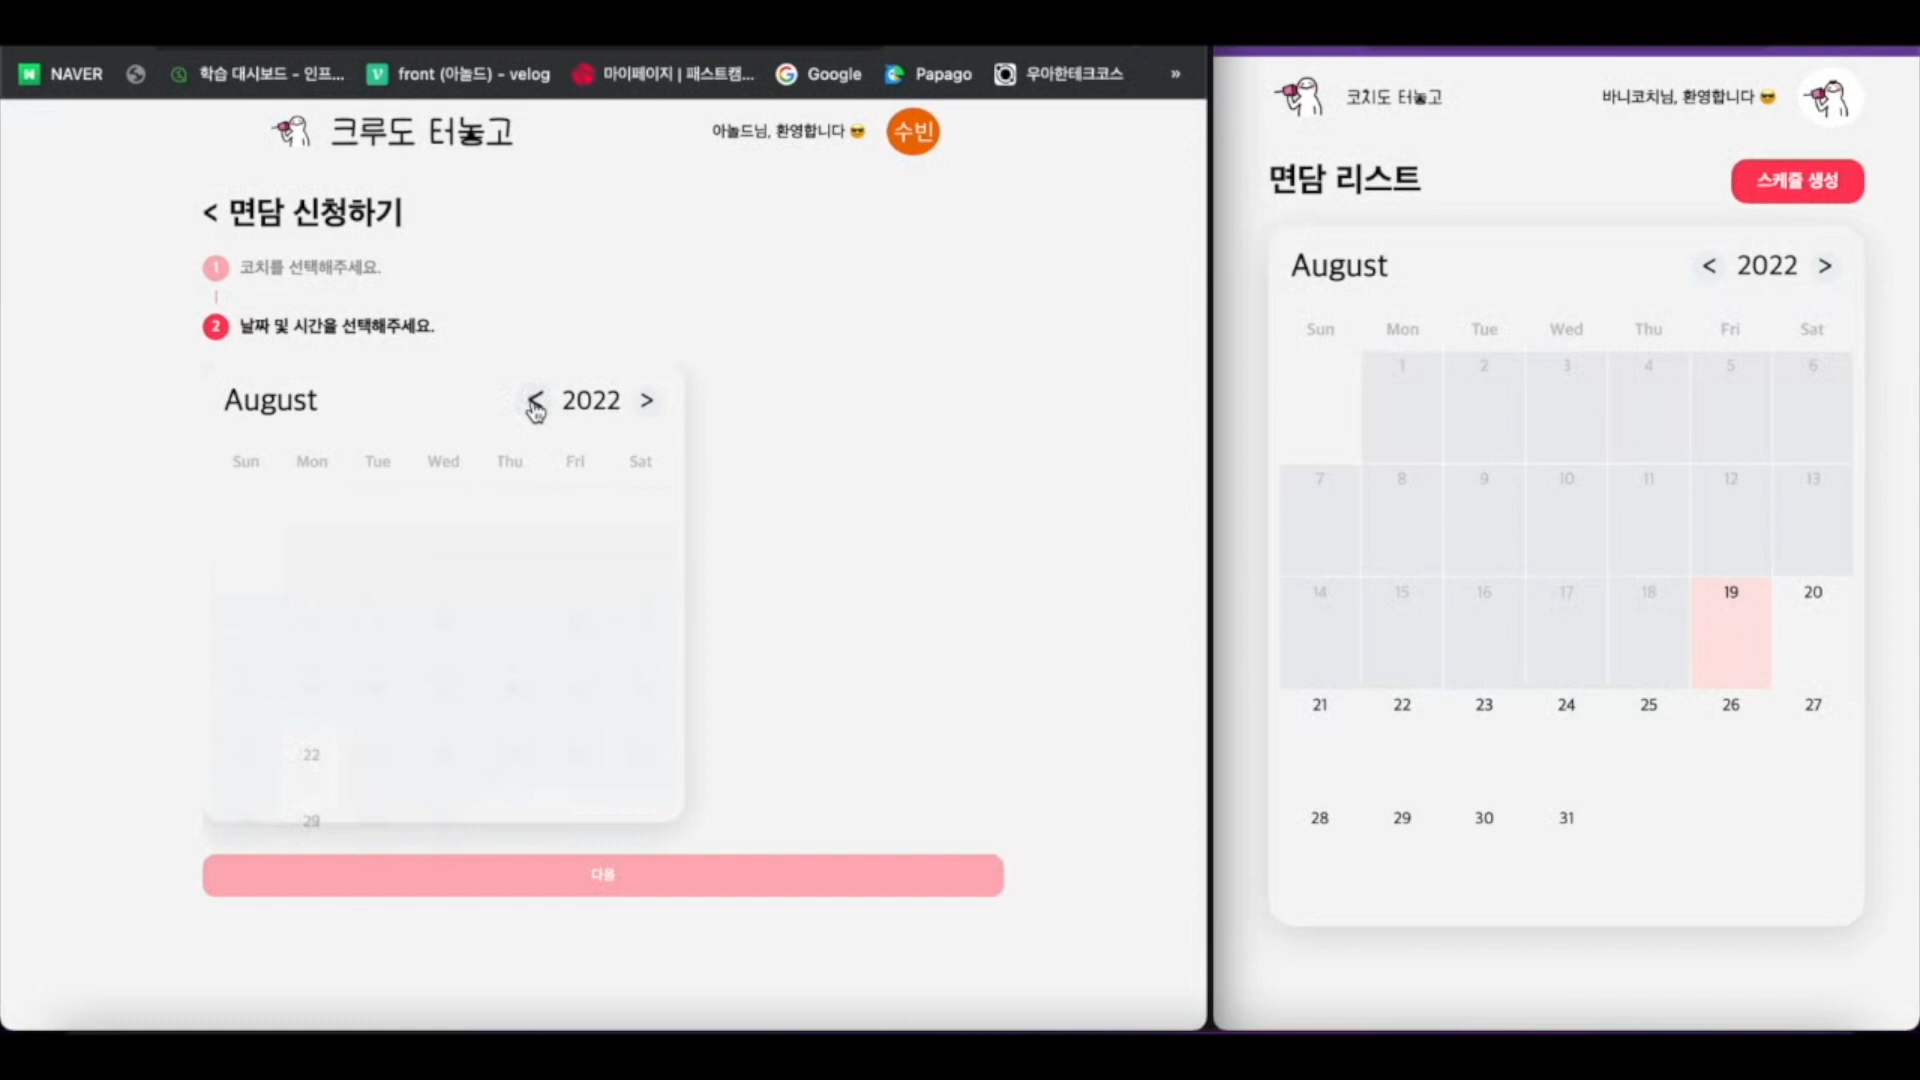 NAVER 학습 대시보드 - 인프... front (아놀드) - velog 마이페이지 | 패스트캠... Google Papago 우아한테크코스 »
크루도 터놓고 아놀드님, 환영합니다 😎 수빈
< 면담 신청하기
1 코치를 선택해주세요.
2 날짜 및 시간을 선택해주세요.
August < 2022 >
Sun Mon Tue Wed Thu Fri Sat
22
29
다음
코치도 터놓고 바니코치님, 환영합니다 😎
면담 리스트 스케줄 생성
August < 2022 >
Sun Mon Tue Wed Thu Fri Sat
1 2 3 4 5 6
7 8 9 10 11 12 13
14 15 16 17 18 19 20
21 22 23 24 25 26 27
28 29 30 31